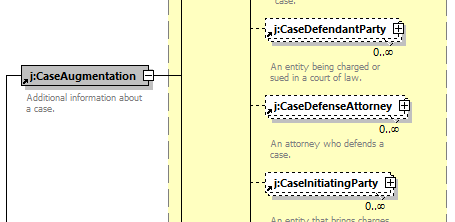 case.
j:CaseDefendantParty
0..∞
An entity being charged or
sued in a court of law.
j:CaseAugmentation
Additional information about
a case.
j:CaseDefenseAttorney
0..∞
An attorney who defends a
case.
j:CaseInitiatingParty
0..∞
An entity that brings charges